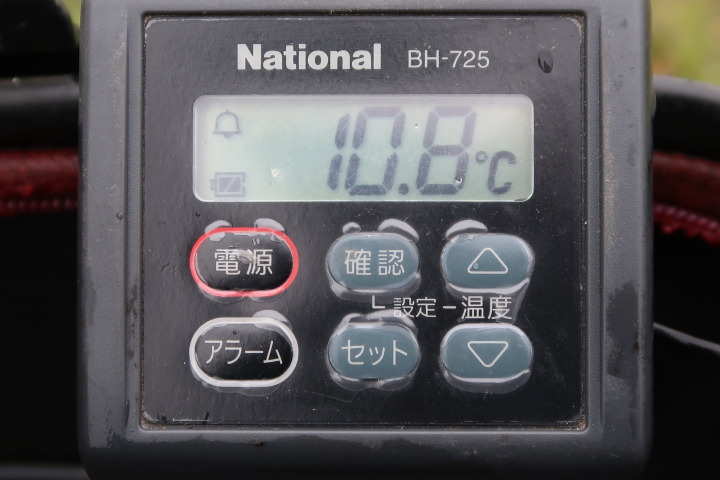 National BH-725
10.8°C
電源 確認
設定 温度
アラーム セット